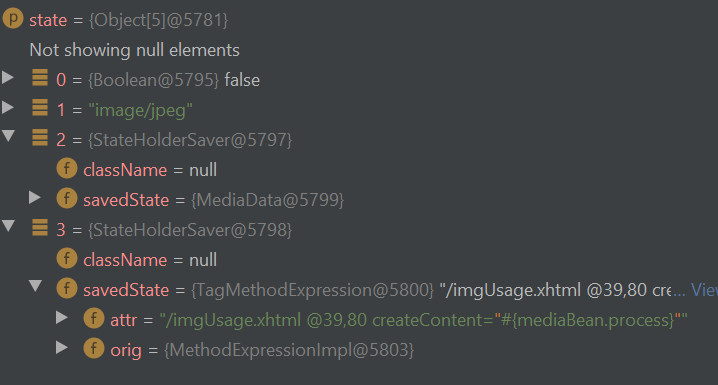 p state = {Object[5]@5781}
Not showing null elements
0 = {Boolean@5795} false
1 = "image/jpeg"
2 = {StateHolderSaver@5797}
f className = null
f savedState = {MediaData@5799}
3 = {StateHolderSaver@5798}
f className = null
f savedState = {TagMethodExpression@5800} "/imgUsage.xhtml @39,80 cre... View
f attr = "/imgUsage.xhtml @39,80 createContent="#{mediaBean.process}""
f orig = {MethodExpressionImpl@5803}